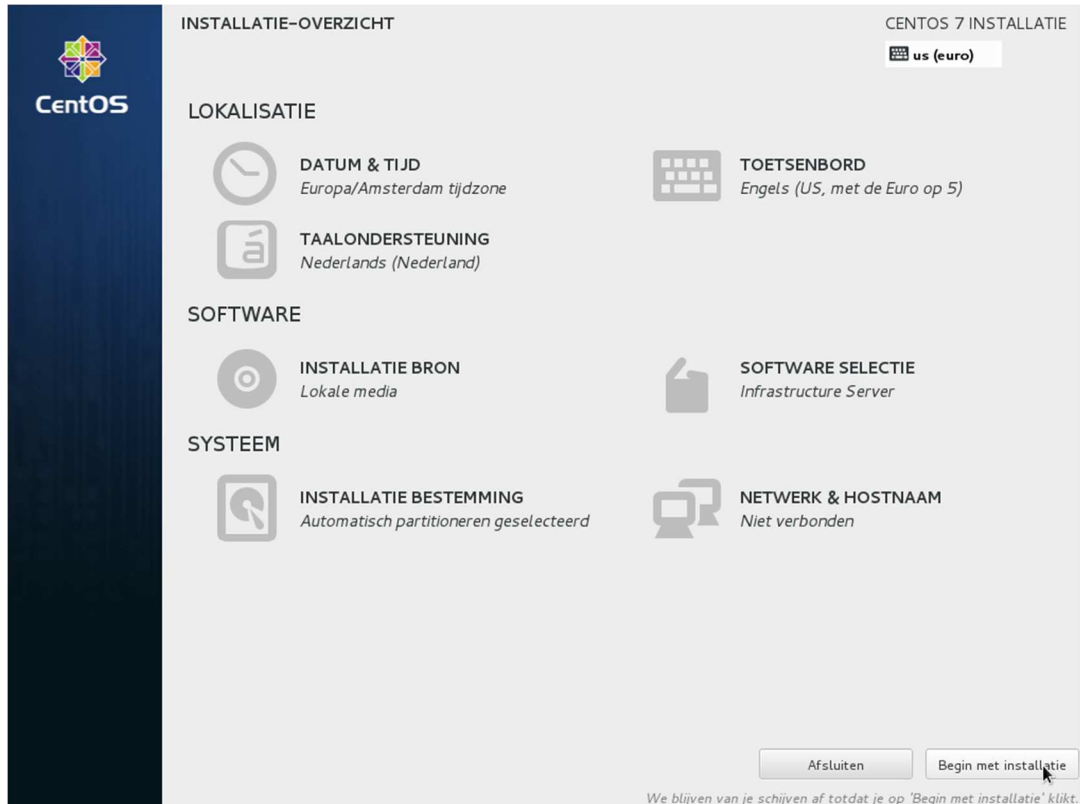 INSTALLATIE-OVERZICHT
CENTOS 7 INSTALLATIE
us (euro)
CentOS
LOKALISATIE
DATUM & TIJD
Europa/Amsterdam tijdzone
TOETSENBORD
Engels (US, met de Euro op 5)
TAALONDERSTEUNING
Nederlands (Nederland)
SOFTWARE
INSTALLATIE BRON
Lokale media
SOFTWARE SELECTIE
Infrastructure Server
SYSTEEM
INSTALLATIE BESTEMMING
Automatisch partitioneren geselecteerd
NETWERK & HOSTNAAM
Niet verbonden
Afsluiten
Begin met installatie
We blijven van je schijven af totdat je op 'Begin met installatie' klikt.